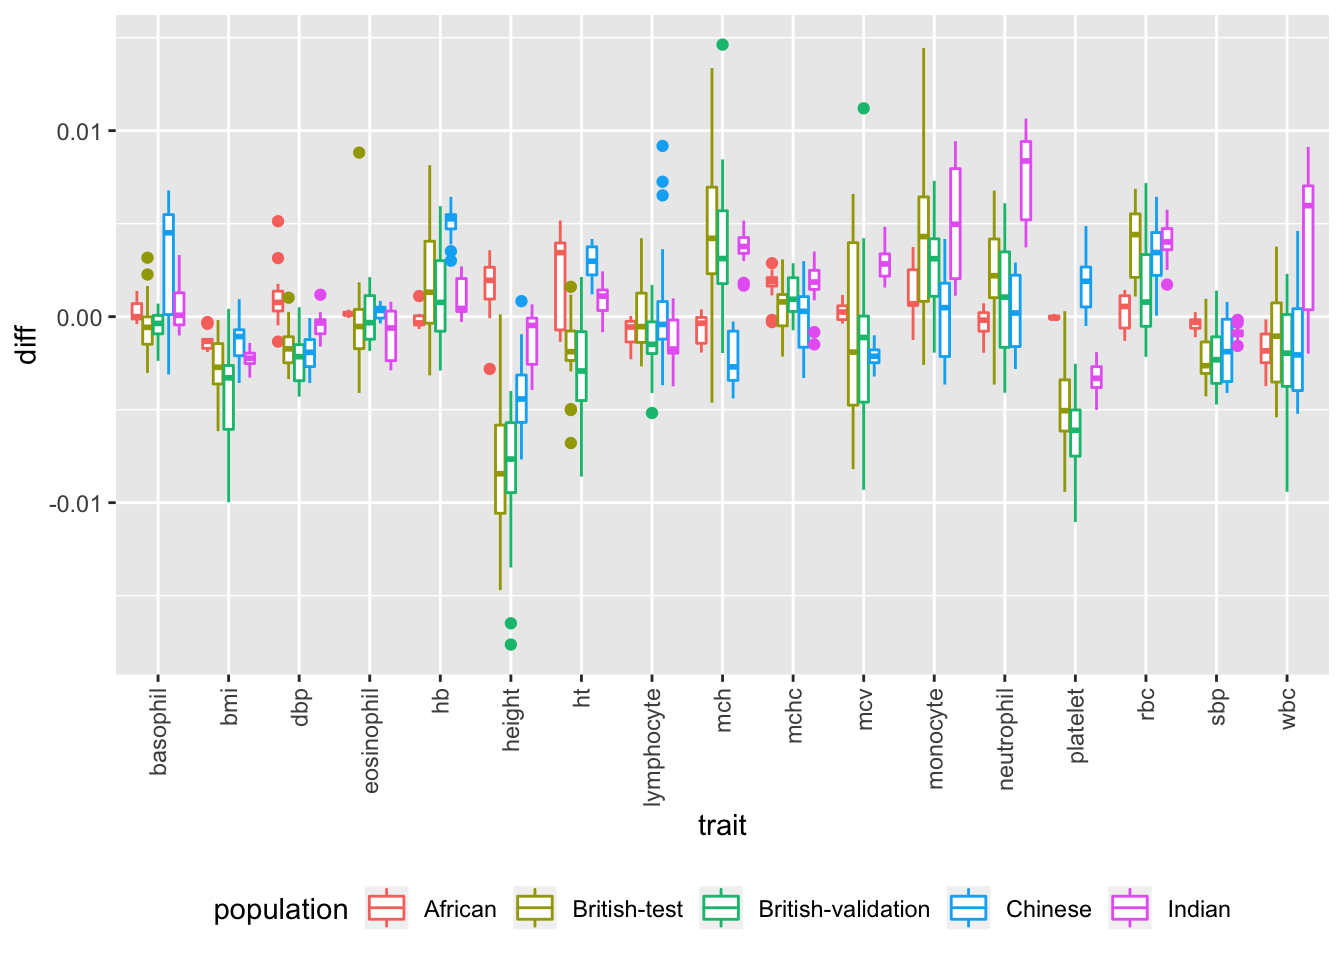 diff
0.01
0.00
-0.01
basophil
bmi
dbp
eosinophil
hb
height
ht
lymphocyte
mch
mchc
mcv
monocyte
neutrophil
platelet
rbc
sbp
wbc
trait
population African British-test British-validation Chinese Indian